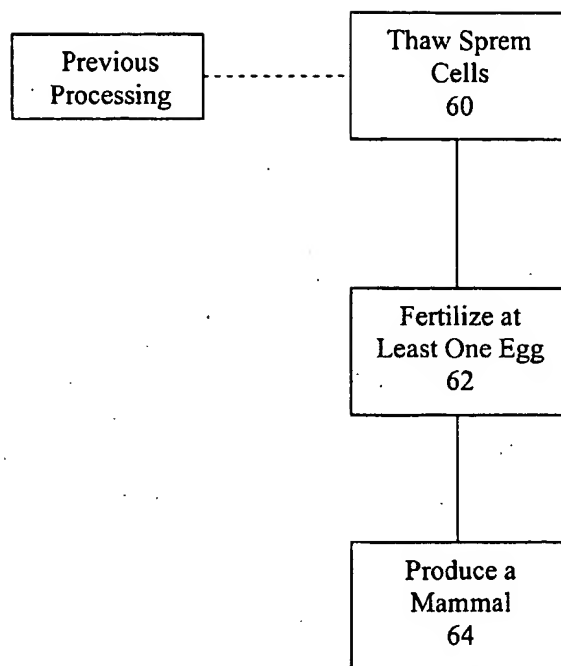 Previous
Processing
Thaw Sprem
Cells
60
Fertilize at
Least One Egg
62
Produce a
Mammal
64